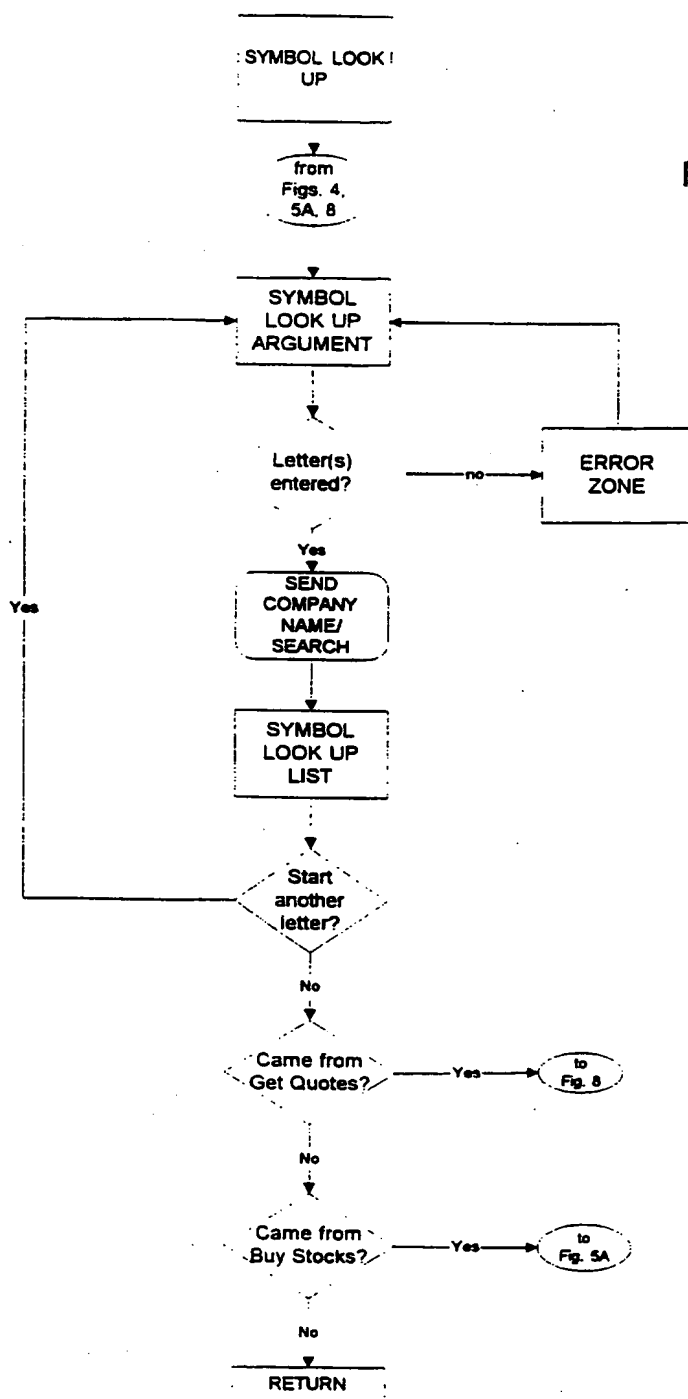 SYMBOL LOOK
UP
from
Figs. 4,
5A, 8
SYMBOL
LOOK UP
ARGUMENT
Letter(s)
entered?
no
ERROR
ZONE
Yes
SEND
COMPANY
NAME/
SEARCH
Yes
SYMBOL
LOOK UP
LIST
Start
another
letter?
No
Came from
Get Quotes?
Yes
to
Fig. 8
No
Came from
Buy Stocks?
Yes
to
Fig. 5A
No
RETURN